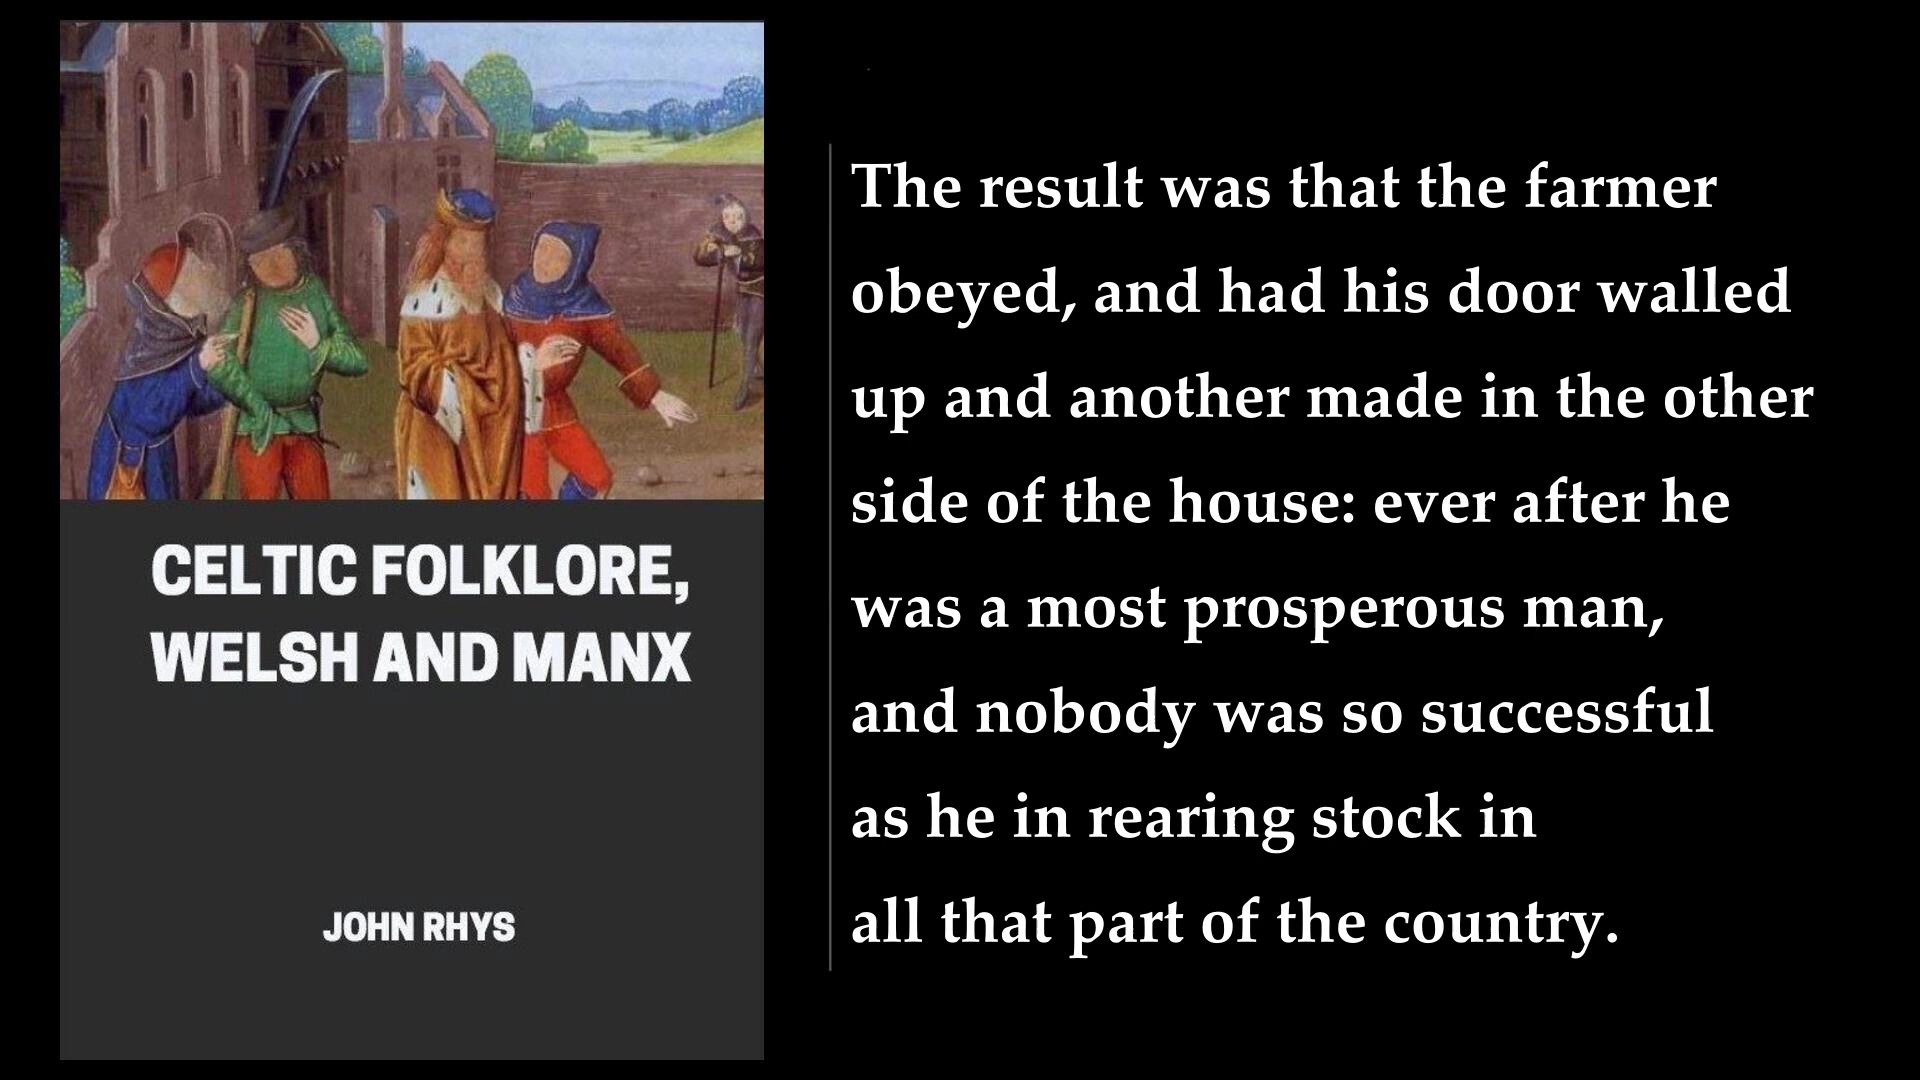 CELTIC FOLKLORE,
WELSH AND MANX
JOHN RHYS
The result was that the farmer
obeyed, and had his door walled
up and another made in the other
side of the house: ever after he
was a most prosperous man,
and nobody was so successful
as he in rearing stock in
all that part of the country.